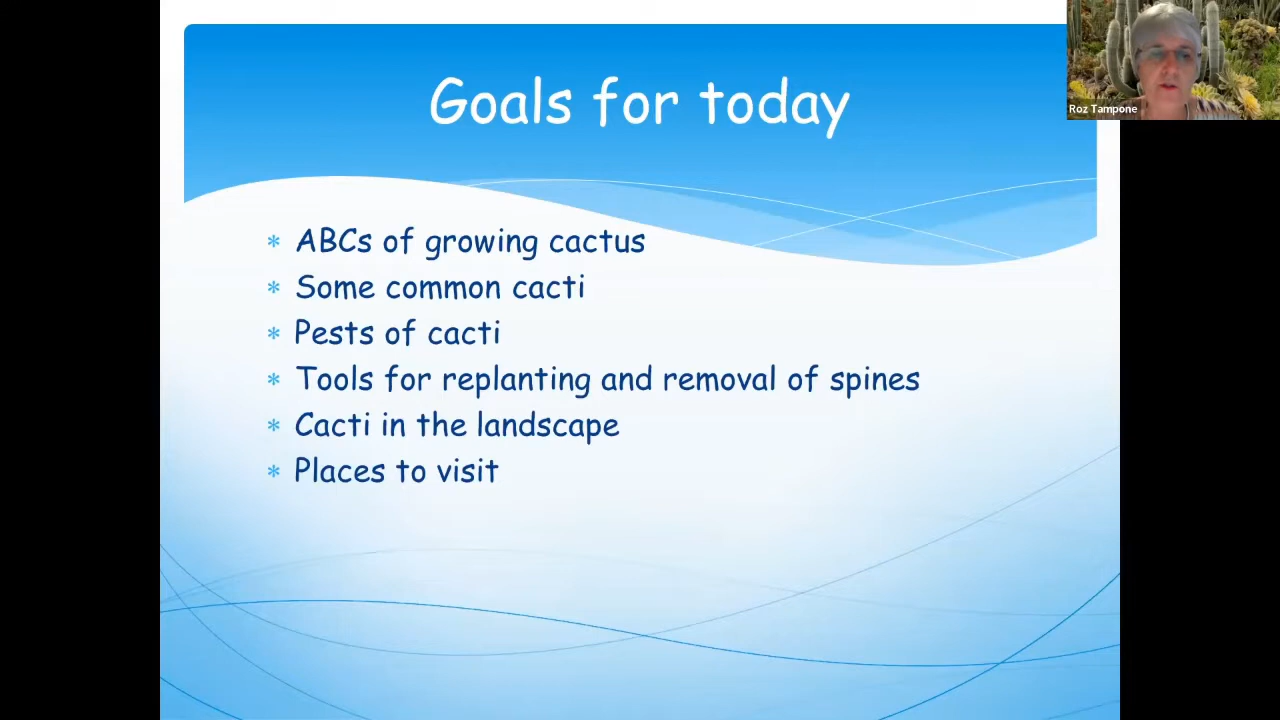 Goals for today
Roz Tampone
* ABCs of growing cactus
* Some common cacti
* Pests of cacti
* Tools for replanting and removal of spines
* Cacti in the landscape
* Places to visit